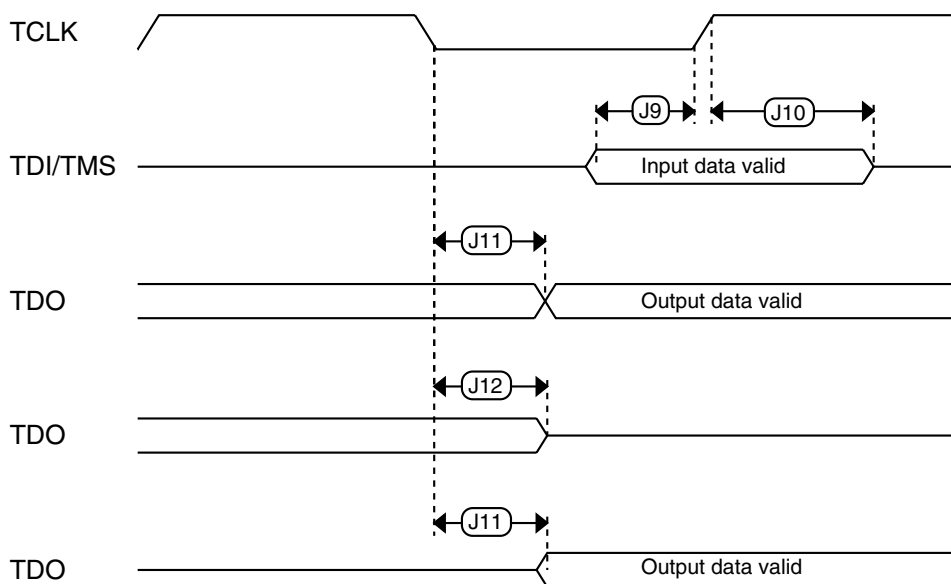 TCLK
J9
J10
TDI/TMS
Input data valid
J11
TDO
Output data valid
J12
TDO
J11
TDO
Output data valid